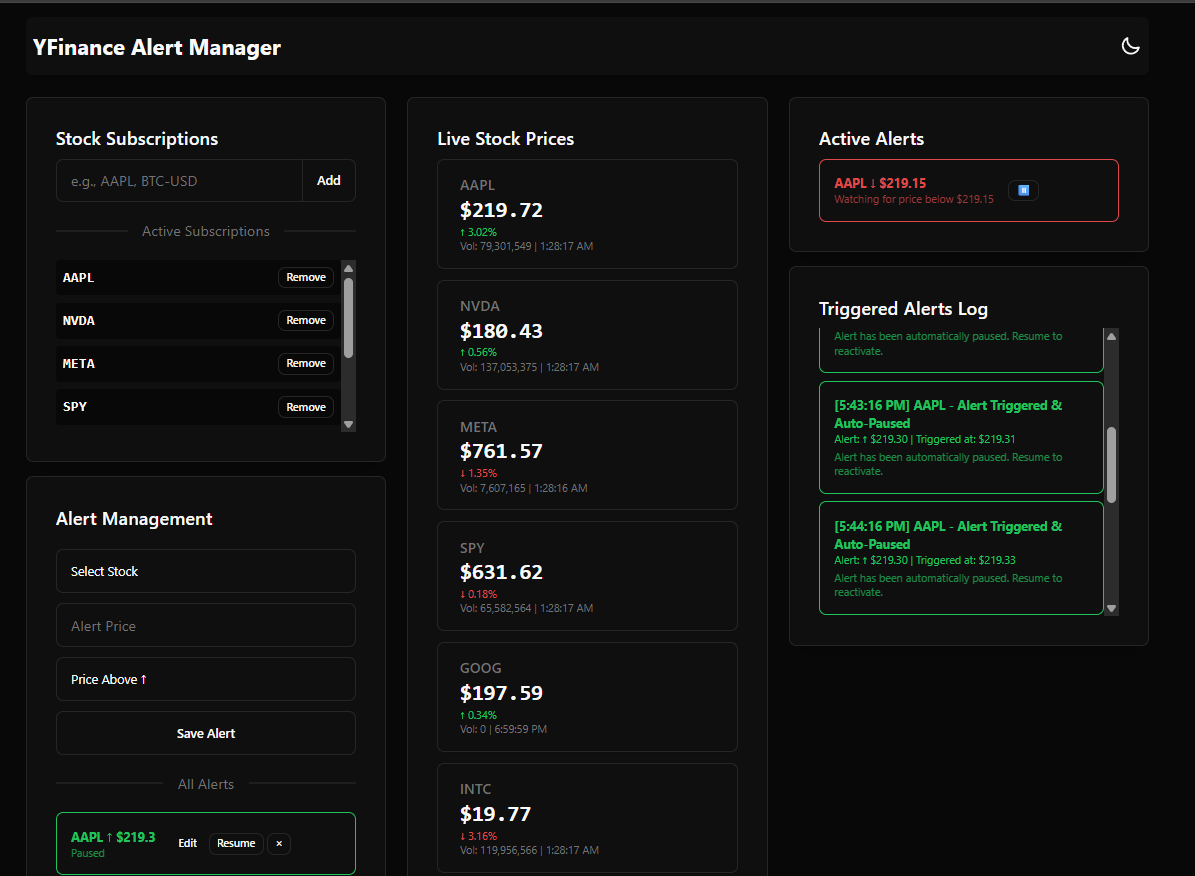 YFinance Alert Manager
Stock Subscriptions
e.g., AAPL, BTC-USD
Add
Active Subscriptions
AAPL
Remove
NVDA
Remove
META
Remove
SPY
Remove
Alert Management
Select Stock
Alert Price
Price Above ↑
Save Alert
All Alerts
AAPL ↑ $219.3
Paused
Edit
Resume
×
Live Stock Prices
AAPL
$219.72
↑ 3.02%
Vol: 79,301,549 | 1:28:17 AM
NVDA
$180.43
↑ 0.56%
Vol: 137,053,375 | 1:28:17 AM
META
$761.57
↓ 1.35%
Vol: 7,607,165 | 1:28:16 AM
SPY
$631.62
↓ 0.18%
Vol: 65,582,564 | 1:28:17 AM
GOOG
$197.59
↑ 0.34%
Vol: 0 | 6:59:59 PM
INTC
$19.77
↓ 3.16%
Vol: 119,956,566 | 1:28:17 AM
Active Alerts
AAPL ↓ $219.15
Watching for price below $219.15
Triggered Alerts Log
Alert has been automatically paused. Resume to
reactivate.
[5:43:16 PM] AAPL - Alert Triggered &
Auto-Paused
Alert: ↑ $219.30 | Triggered at: $219.31
Alert has been automatically paused. Resume to
reactivate.
[5:44:16 PM] AAPL - Alert Triggered &
Auto-Paused
Alert: ↑ $219.30 | Triggered at: $219.33
Alert has been automatically paused. Resume to
reactivate.